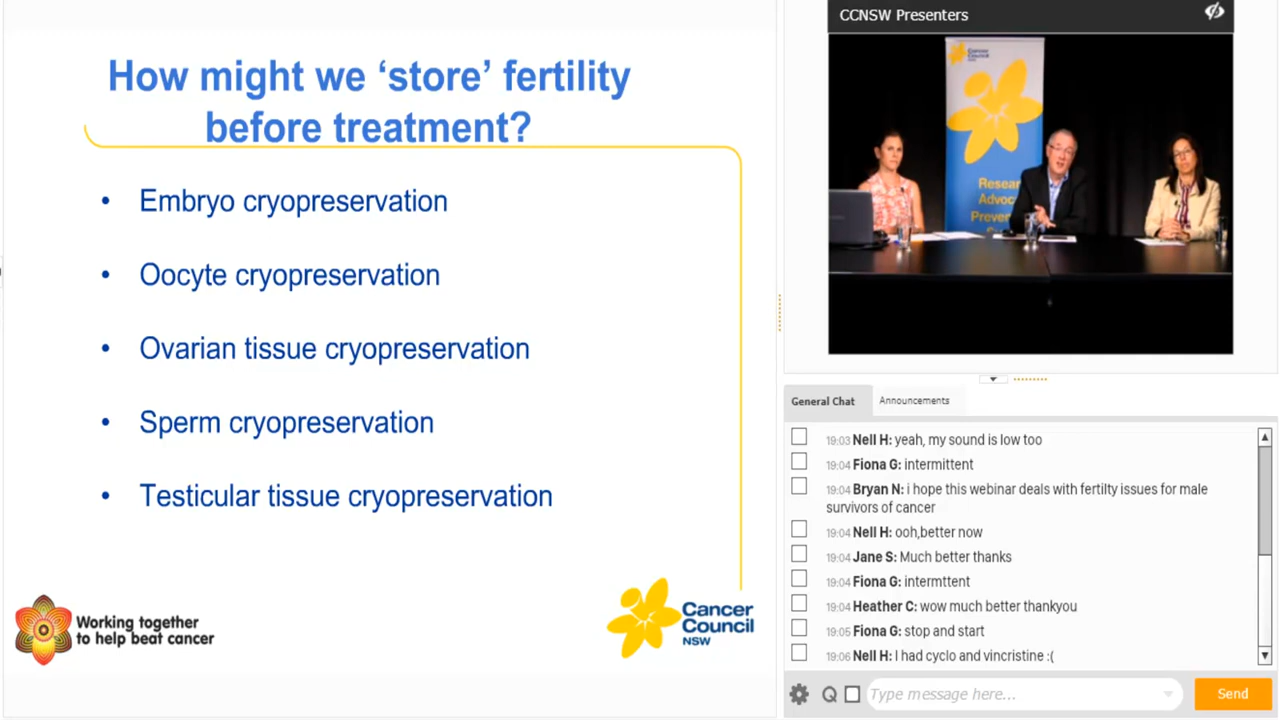 How might we ‘store’ fertility
before treatment?
• Embryo cryopreservation
• Oocyte cryopreservation
• Ovarian tissue cryopreservation
• Sperm cryopreservation
• Testicular tissue cryopreservation
Working together
to help beat cancer
Cancer
Council
NSW
CCNSW Presenters
Cancer
Council
Resear
Advoc
Preve
General Chat
Announcements
19:03 Nell H: yeah, my sound is low too
19:04 Fiona G: intermittent
19:04 Bryan N: i hope this webinar deals with fertilty issues for male
survivors of cancer
19:04 Nell H: ooh,better now
19:04 Jane S: Much better thanks
19:04 Fiona G: intermttent
19:04 Heather C: wow much better thankyou
19:05 Fiona G: stop and start
19:06 Nell H: I had cyclo and vincristine :(
Q
Type message here...
Send